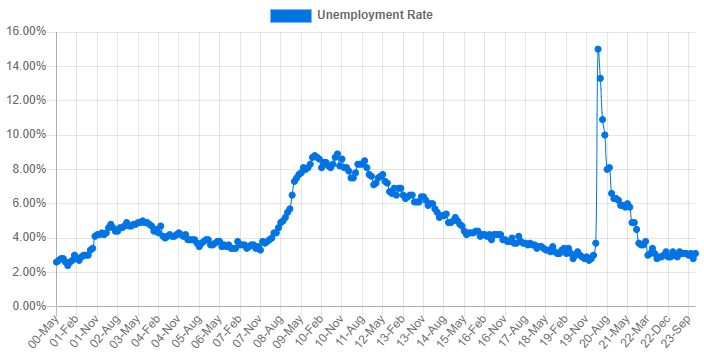 Unemployment Rate
16.00%
14.00%
12.00%
10.00%
8.00%
6.00%
4.00%
2.00%
0.00%
00-May
01-Feb
01-Nov
02-Aug
03-May
04-Feb
04-Nov
05-Aug
06-May
07-Feb
07-Nov
08-Aug
09-May
10-Feb
10-Nov
11-Aug
12-May
13-Feb
13-Nov
14-Aug
15-May
16-Feb
16-Nov
17-Aug
18-May
19-Feb
19-Nov
20-Aug
21-May
22-Mar
22-Dec
23-Sep